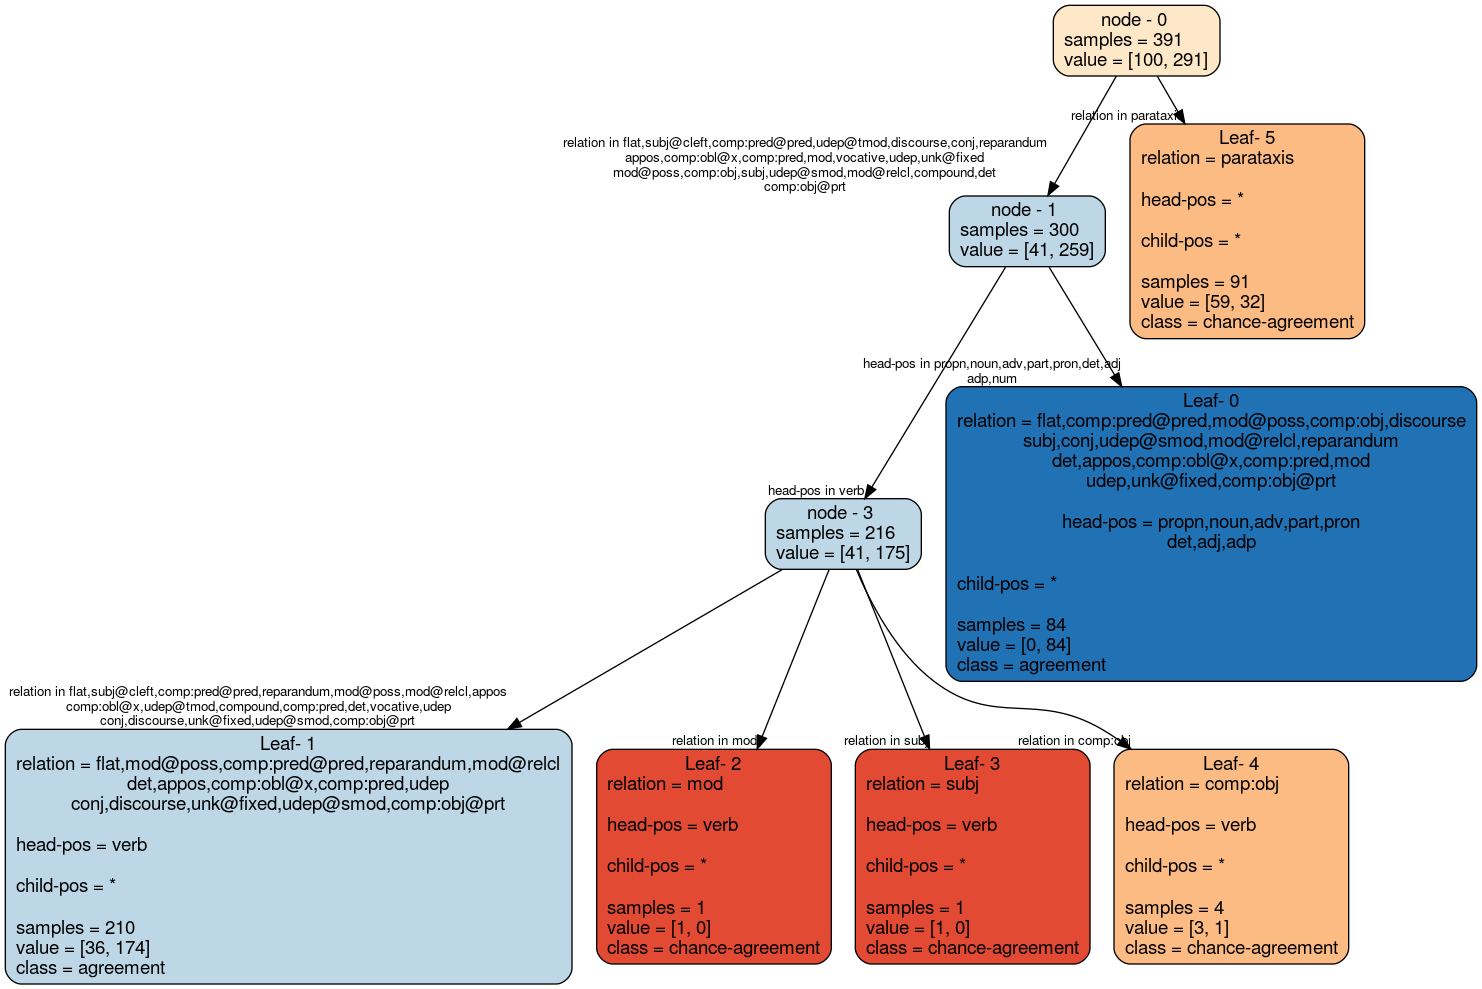 node - 0
samples = 391
value = [100, 291]
relation in parataxis
relation in flat,subj@cleft,comp:pred@pred,udep@tmod,discourse,conj,reparandum
appos,comp:obl@x,comp:pred,mod,vocative,udep,unk@fixed
mod@poss,comp:obj,subj,udep@smod,mod@relcl,compound,det
comp:obj@prt
Leaf- 5
relation = parataxis
head-pos = *
child-pos = *
samples = 91
value = [59, 32]
class = chance-agreement
node - 1
samples = 300
value = [41, 259]
head-pos in propn,noun,adv,part,pron,det,adj
adp,num
Leaf- 0
relation = flat,comp:pred@pred,mod@poss,comp:obj,discourse
subj,conj,udep@smod,mod@relcl,reparandum
det,appos,comp:obl@x,comp:pred,mod
udep,unk@fixed,comp:obj@prt
head-pos = propn,noun,adv,part,pron
det,adj,adp
child-pos = *
samples = 84
value = [0, 84]
class = agreement
head-pos in verb
node - 3
samples = 216
value = [41, 175]
relation in flat,subj@cleft,comp:pred@pred,reparandum,mod@poss,mod@relcl,appos
comp:obl@x,udep@tmod,compound,comp:pred,det,vocative,udep
conj,discourse,unk@fixed,udep@smod,comp:obj@prt
Leaf- 1
relation = flat,mod@poss,comp:pred@pred,reparandum,mod@relcl
det,appos,comp:obl@x,comp:pred,udep
conj,discourse,unk@fixed,udep@smod,comp:obj@prt
head-pos = verb
child-pos = *
samples = 210
value = [36, 174]
class = agreement
relation in mod
Leaf- 2
relation = mod
head-pos = verb
child-pos = *
samples = 1
value = [1, 0]
class = chance-agreement
relation in subj
Leaf- 3
relation = subj
head-pos = verb
child-pos = *
samples = 1
value = [1, 0]
class = chance-agreement
relation in comp:obj
Leaf- 4
relation = comp:obj
head-pos = verb
child-pos = *
samples = 4
value = [3, 1]
class = chance-agreement